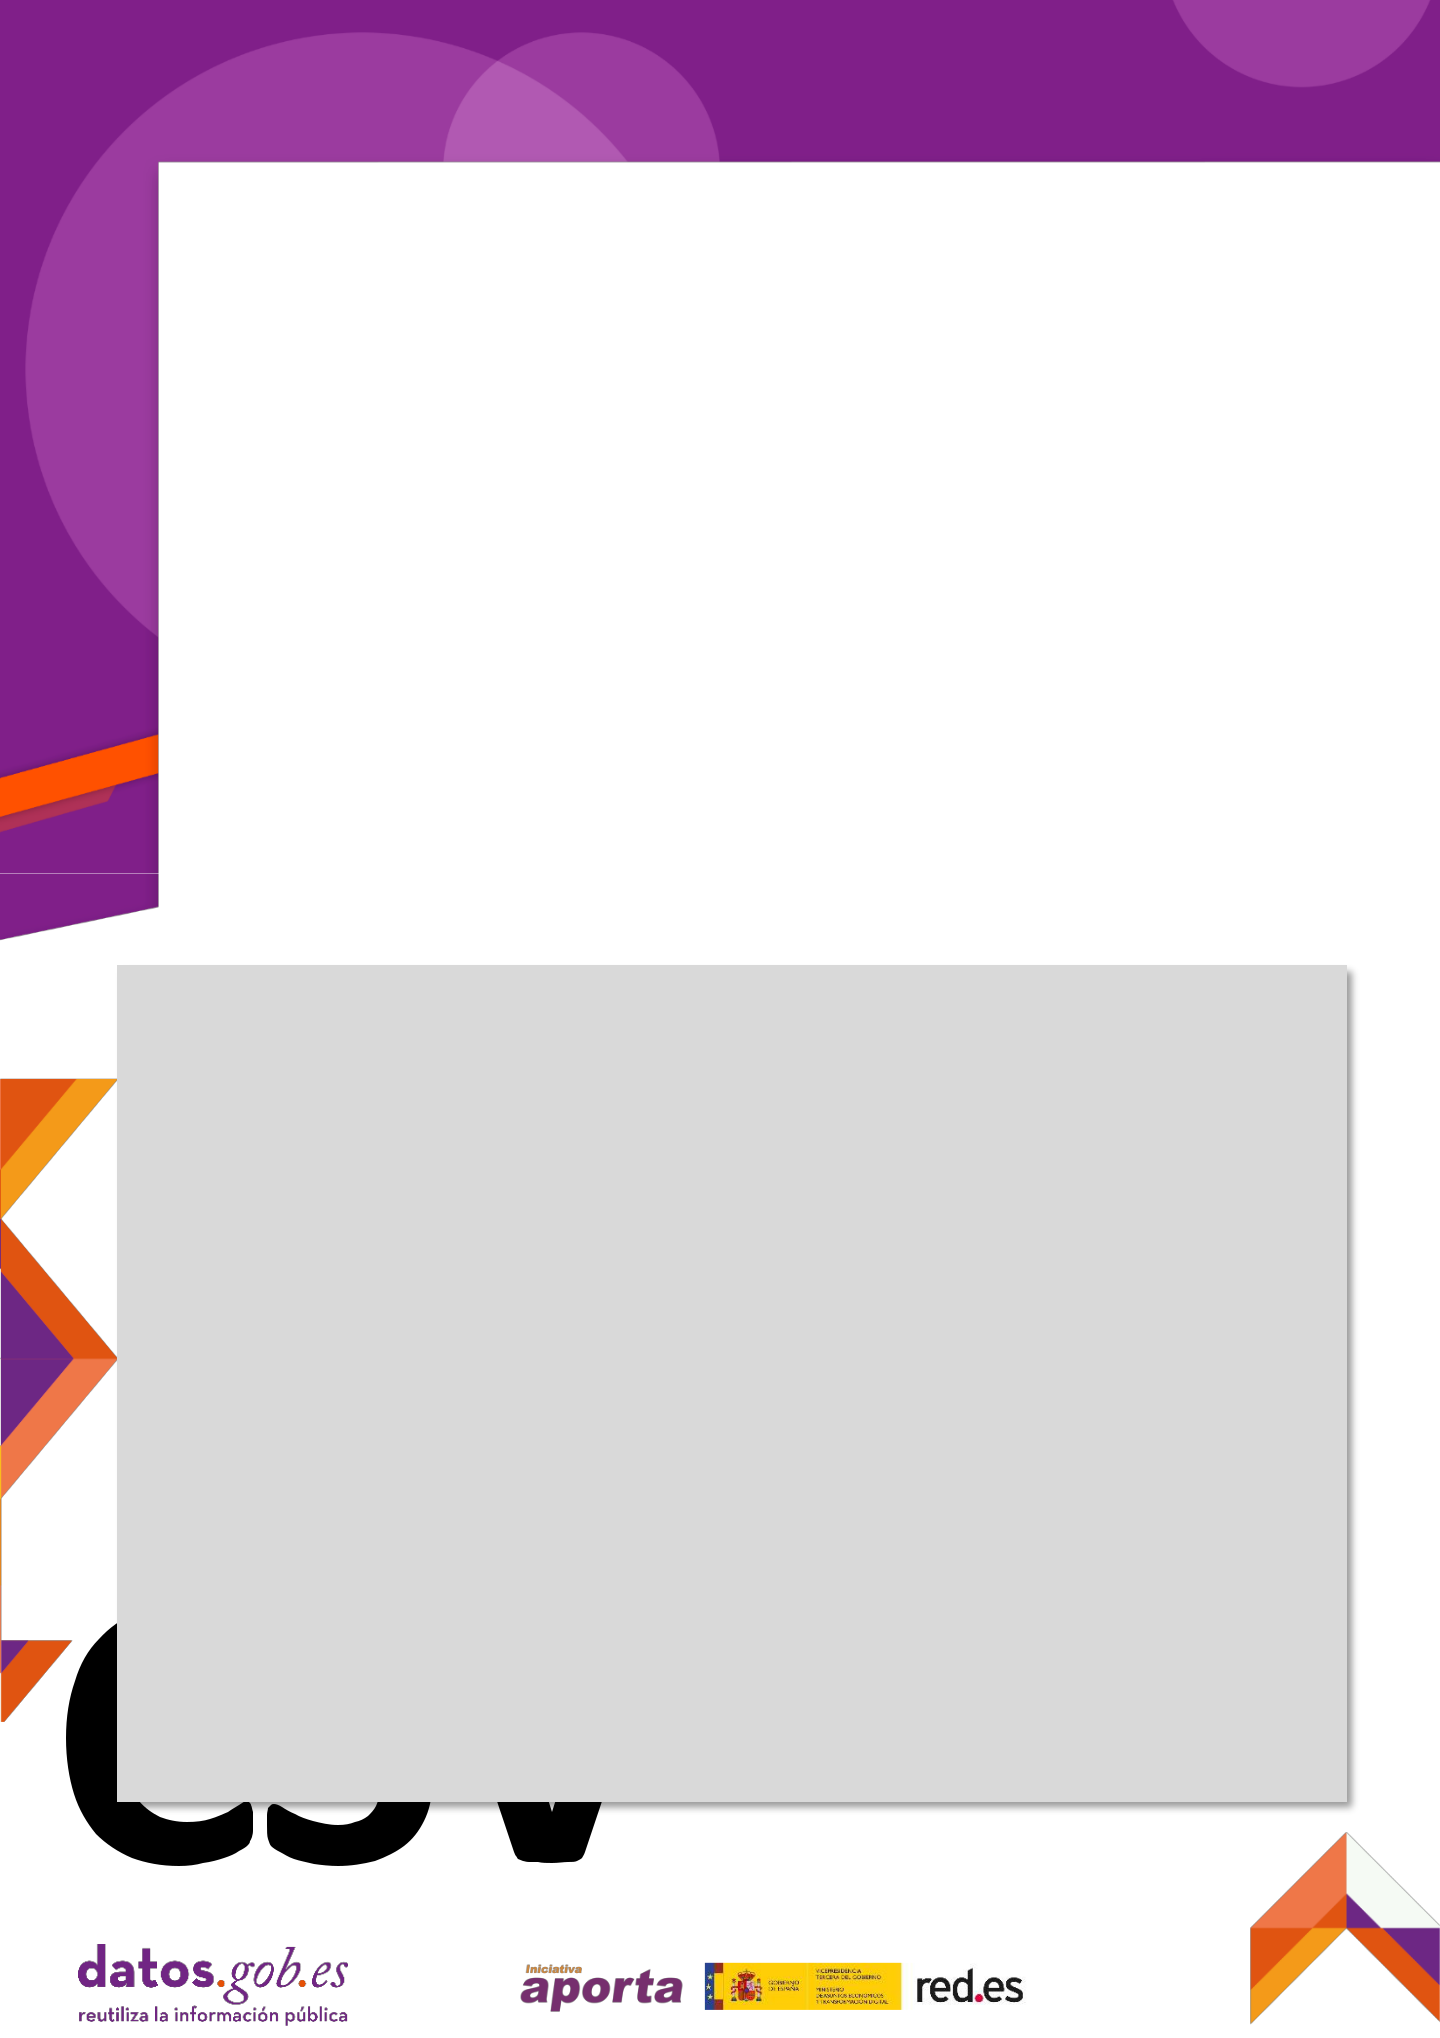 CSV
datos.gob.es
reutiliza la información pública
Iniciativa
aporta
GOBIERNO
DE ESPAÑA
VICEPRESIDENCIA
TERCERA DEL GOBIERNO
MINISTERIO
DE ASUNTOS ECONÓMICOS
Y TRANSFORMACIÓN DIGITAL
red.es